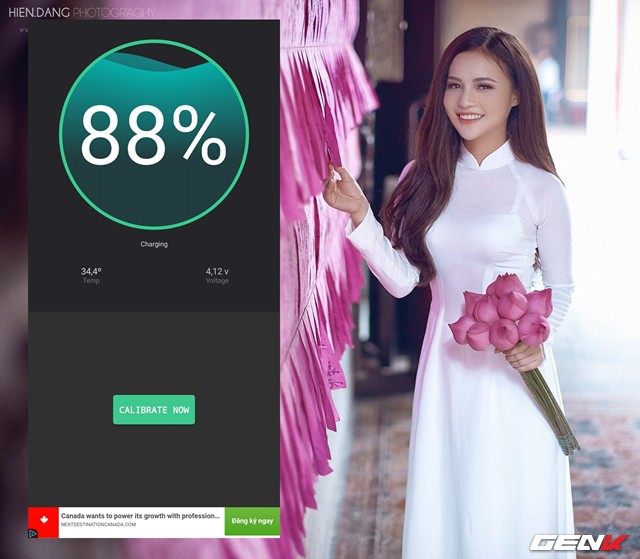 HIEN.DANG PHOTOGRAPHY
88%
Charging
34,4° 4,12 v
Temp Voltage
CALIBRATE NOW
Canada wants to power its growth with profession...
NEXTDESTINATIONCANADA.COM
Đăng ký ngay
GENK